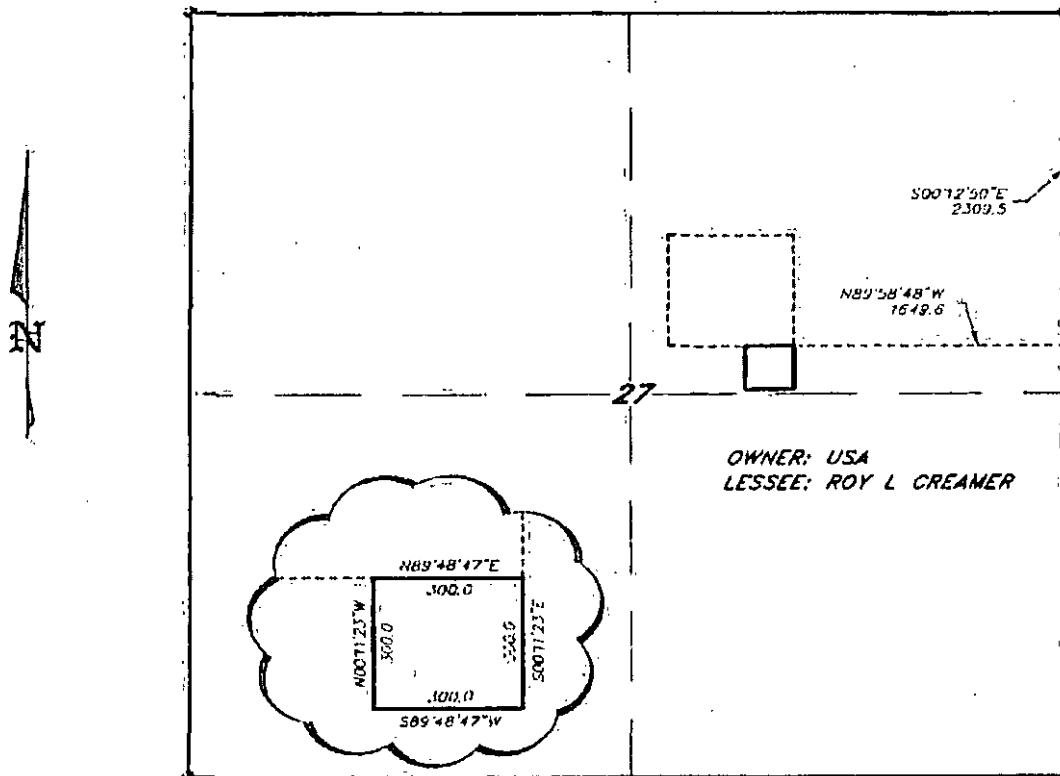 S00°12'50"E
2309.5
N89°58'48"W
1649.6
27
OWNER: USA
LESSEE: ROY L CREAMER
N89°48'47"E
300.0
N00°11'23"W
300.0
300.0
S00°11'23"E
300.0
S89°48'47"W
N